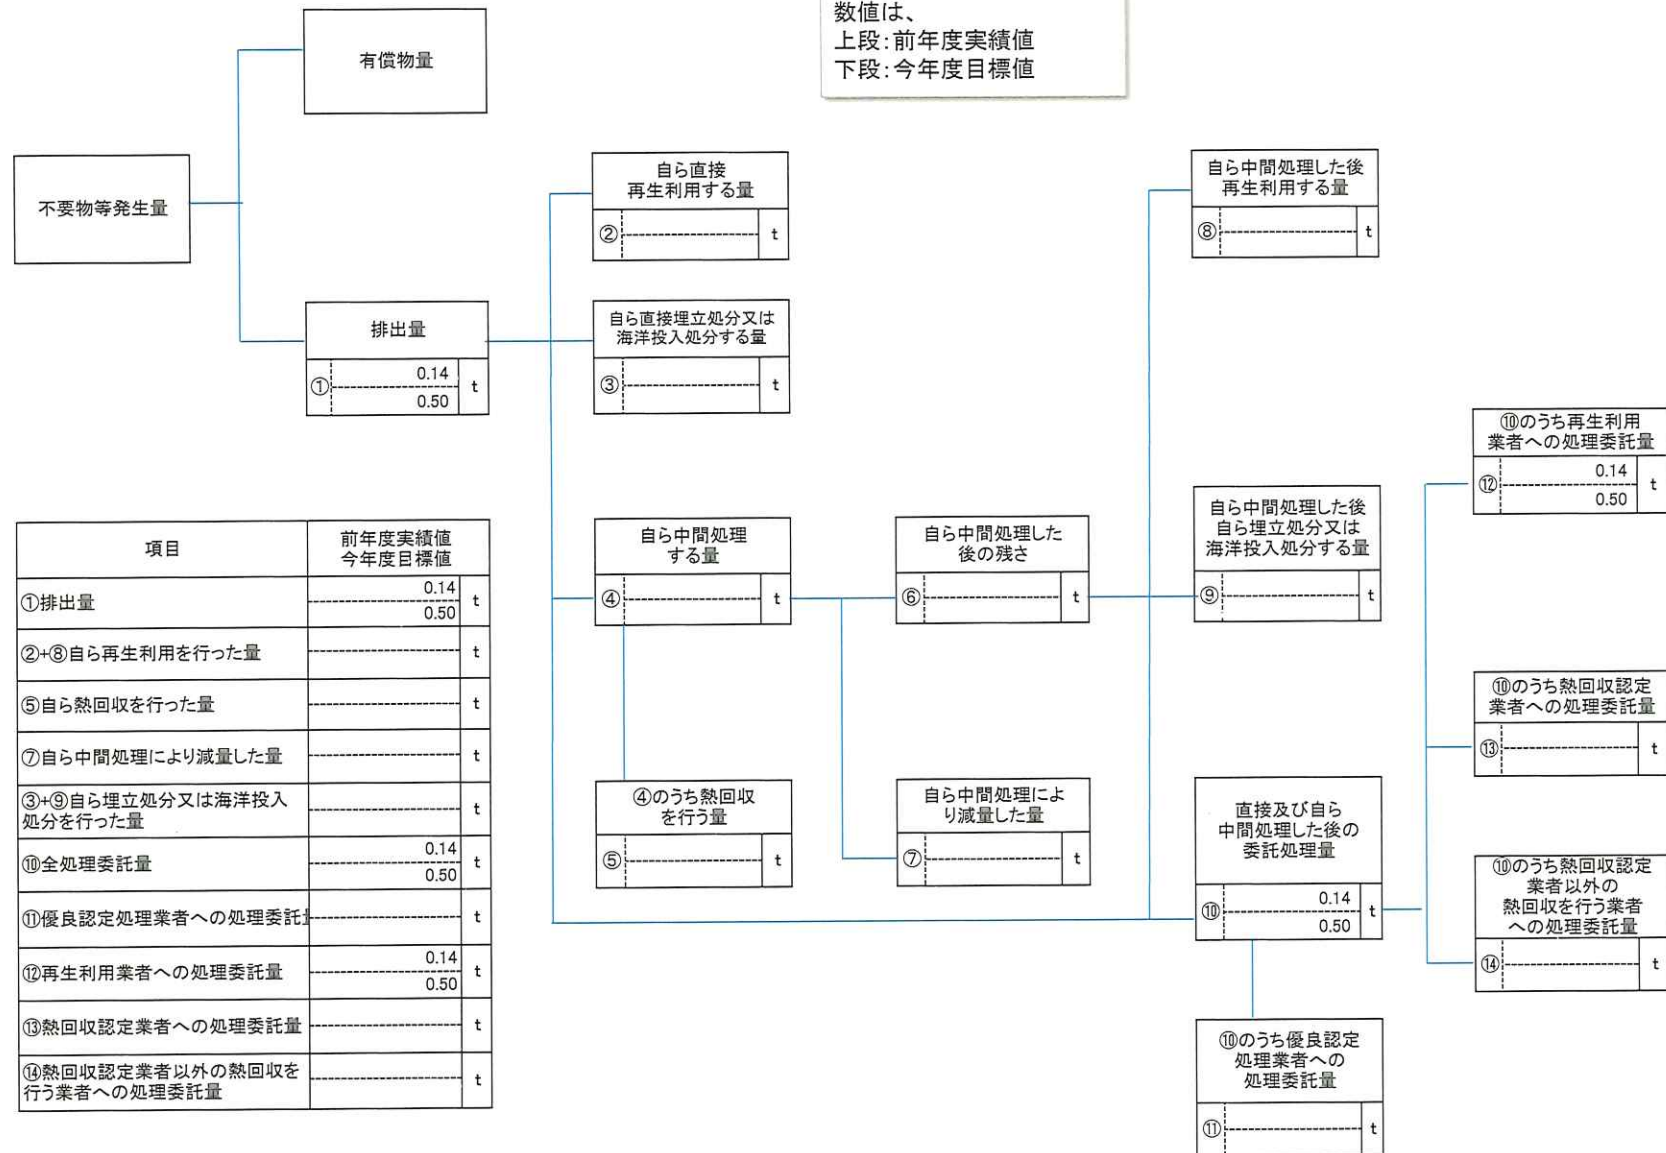 数値は、
上段:前年度実績値
下段:今年度目標値
有償物量
不要物等発生量
排出量
① 0.14 t
0.50
自ら直接
再生利用する量
② t
自ら直接埋立処分又は
海洋投入処分する量
③ t
自ら中間処理
する量
④ t
④のうち熱回収
を行う量
⑤ t
自ら中間処理した
後の残さ
⑥ t
自ら中間処理によ
り減量した量
⑦ t
自ら中間処理した後
再生利用する量
⑧ t
自ら中間処理した後
自ら埋立処分又は
海洋投入処分する量
⑨ t
直接及び自ら
中間処理した後の
委託処理量
⑩ 0.14 t
0.50
⑩のうち優良認定
処理業者への
処理委託量
⑪ t
⑩のうち再生利用
業者への処理委託量
⑫ 0.14 t
0.50
⑩のうち熱回収認定
業者への処理委託量
⑬ t
⑩のうち熱回収認定
業者以外の
熱回収を行う業者
への処理委託量
⑭ t
項目 前年度実績値
今年度目標値
①排出量 0.14 t
0.50
②+⑧自ら再生利用を行った量 t
⑤自ら熱回収を行った量 t
⑦自ら中間処理により減量した量 t
③+⑨自ら埋立処分又は海洋投入
処分を行った量 t
⑩全処理委託量 0.14 t
0.50
⑪優良認定処理業者への処理委託 t
⑫再生利用業者への処理委託量 0.14 t
0.50
⑬熱回収認定業者への処理委託量 t
⑭熱回収認定業者以外の熱回収を
行う業者への処理委託量 t